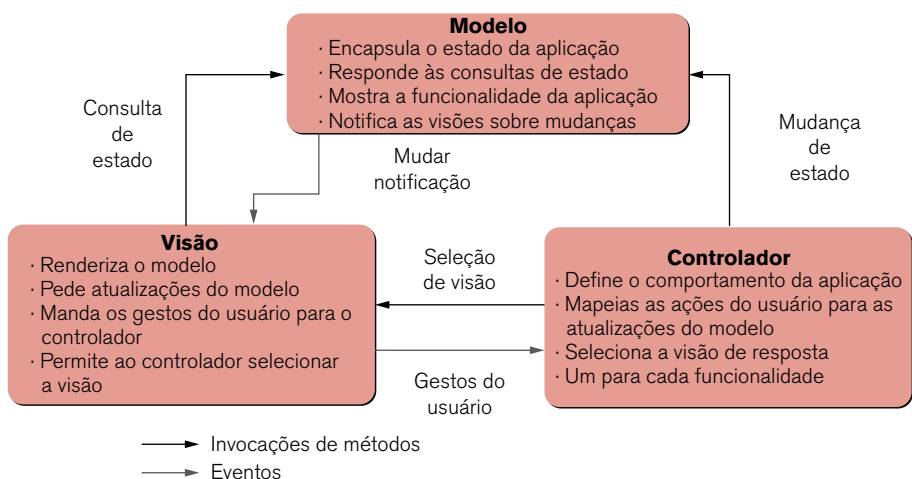 Modelo
· Encapsula o estado da aplicação
· Responde às consultas de estado
· Mostra a funcionalidade da aplicação
· Notifica as visões sobre mudanças
Consulta
de
estado
Mudar
notificação
Mudança
de
estado
Visão
· Renderiza o modelo
· Pede atualizações do modelo
· Manda os gestos do usuário para o
controlador
· Permite ao controlador selecionar
a visão
Seleção
de visão
Gestos do
usuário
Controlador
· Define o comportamento da aplicação
· Mapeias as ações do usuário para as
atualizações do modelo
· Seleciona a visão de resposta
· Um para cada funcionalidade
Invocações de métodos
Eventos